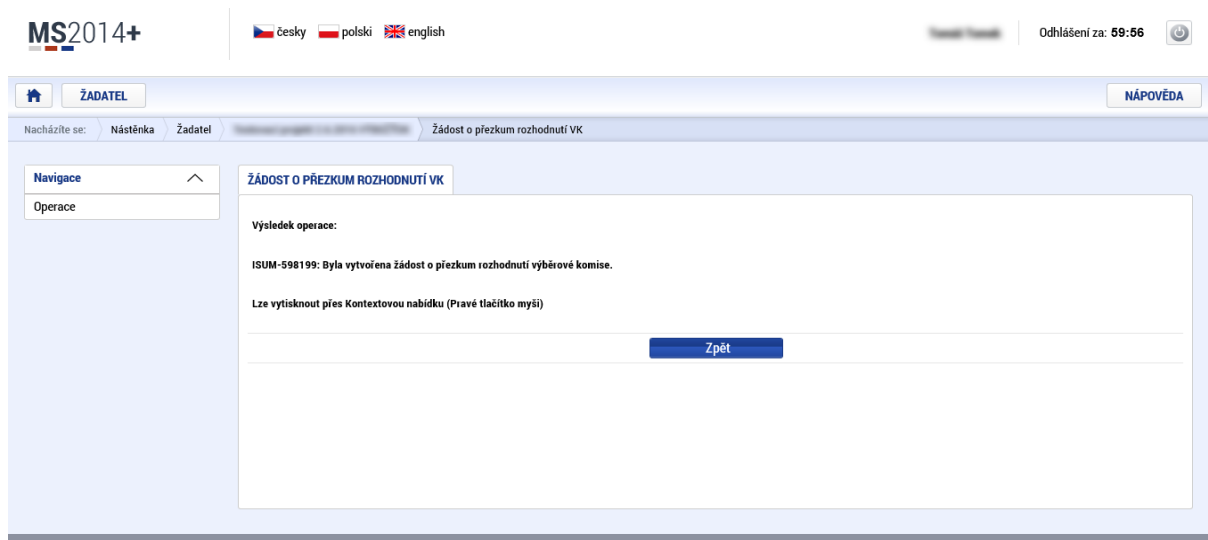 MS2014+
česky polski english
Odhlášení za: 59:56
ŽADATEL
NÁPOVĚDA
Nacházíte se: Nástěnka Žadatel Žádost o přezkum rozhodnutí VK
Navigace
Operace
ŽÁDOST O PŘEZKUM ROZHODNUTÍ VK
Výsledek operace:
ISUM-598199: Byla vytvořena žádost o přezkum rozhodnutí výběrové komise.
Lze vytisknout přes Kontextovou nabídku (Pravé tlačítko myši)
Zpět